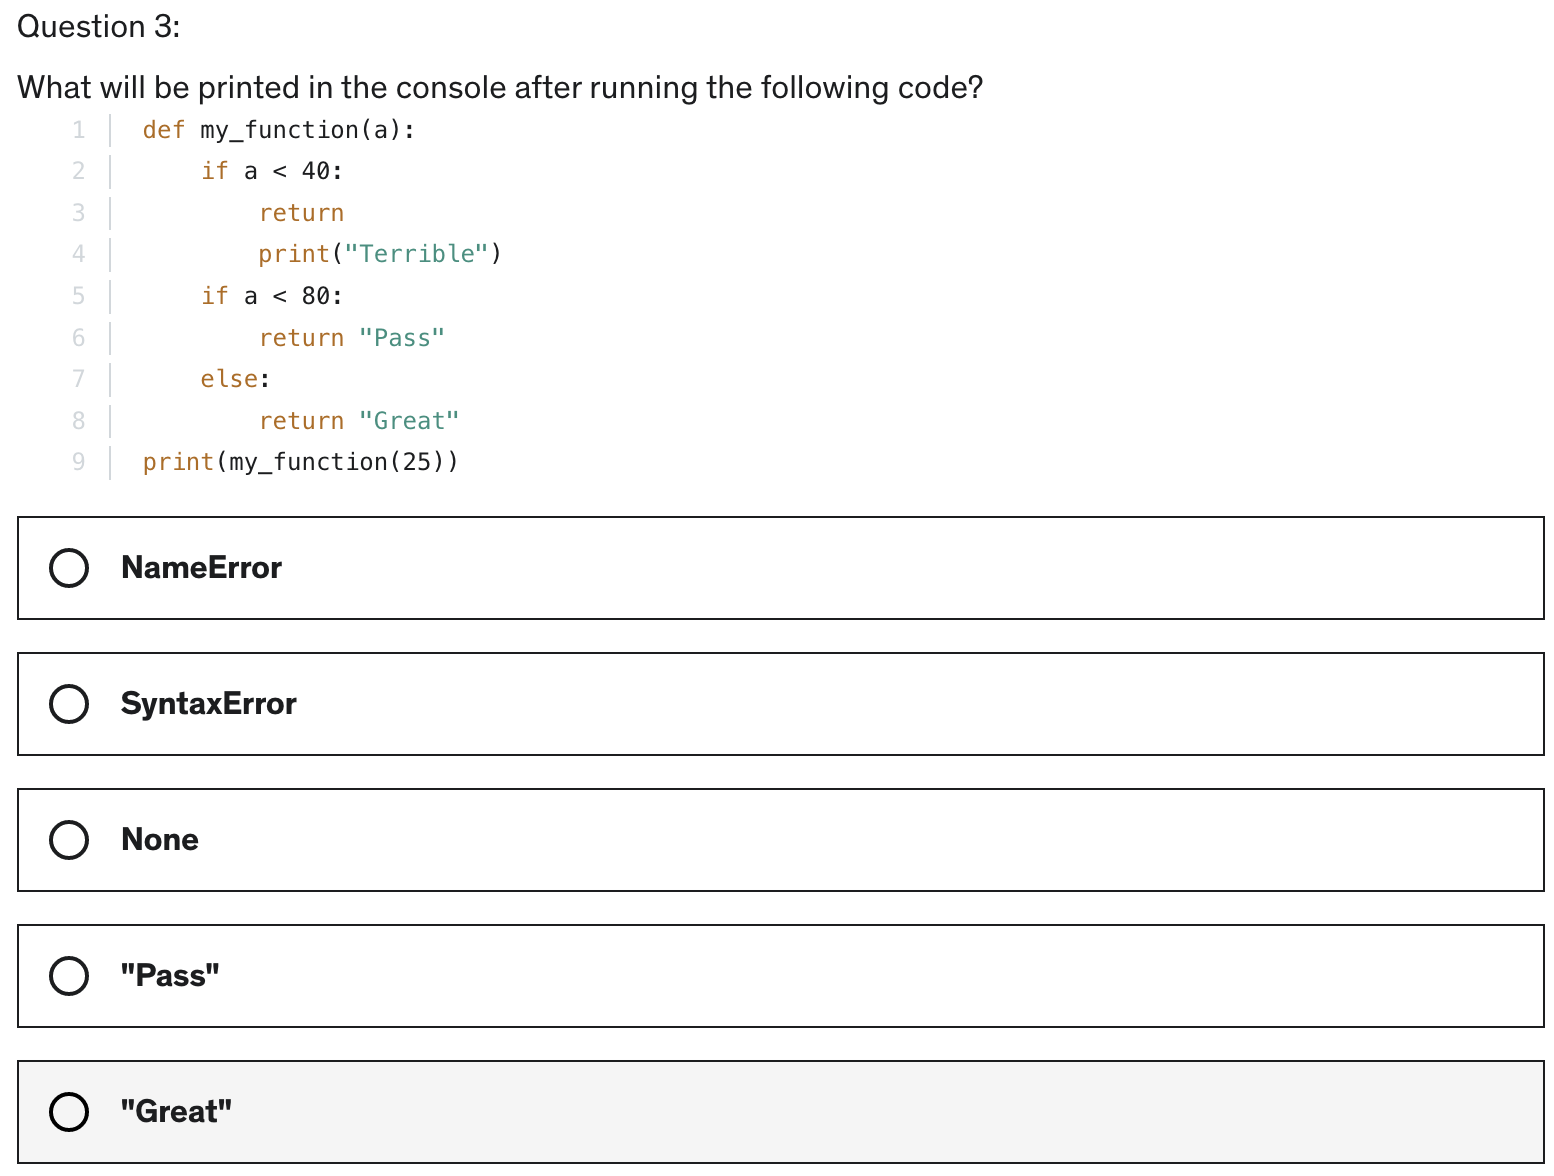 Question 3:
What will be printed in the console after running the following code?
1 def my_function(a):
2     if a < 40:
3         return
4         print("Terrible")
5     if a < 80:
6         return "Pass"
7     else:
8         return "Great"
9 print(my_function(25))
NameError
SyntaxError
None
"Pass"
"Great"